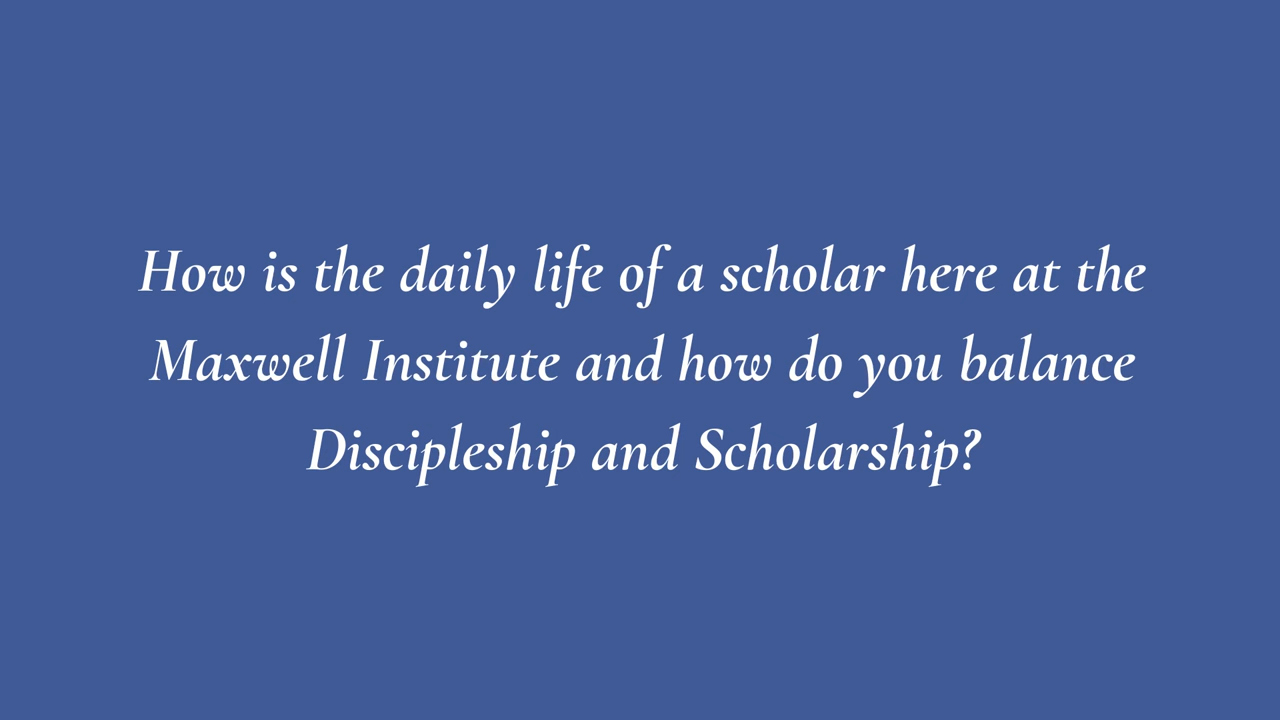 How is the daily life of a scholar here at the
Maxwell Institute and how do you balance
Discipleship and Scholarship?